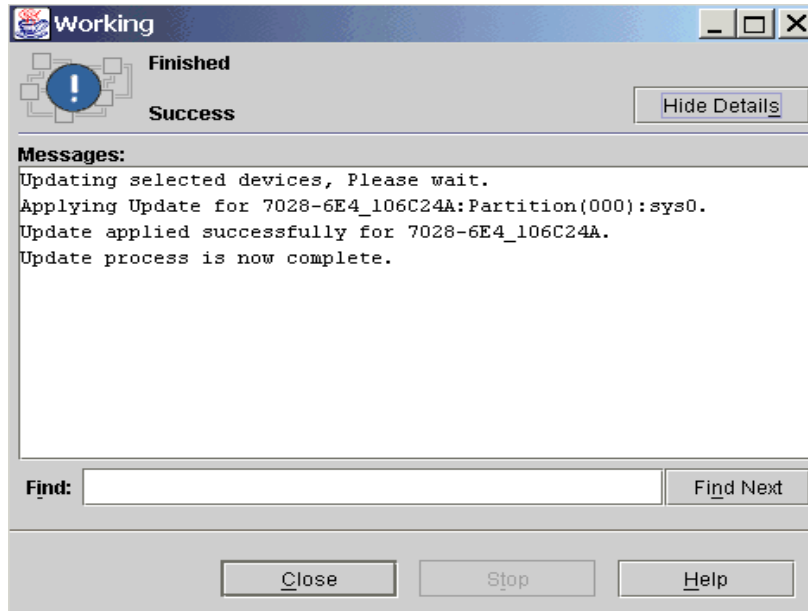 Working
Finished
Success
Hide Details
Messages:
Updating selected devices, Please wait.
Applying Update for 7028-6E4_106C24A:Partition(000):sys0.
Update applied successfully for 7028-6E4_106C24A.
Update process is now complete.
Find:
Find Next
Close
Stop
Help